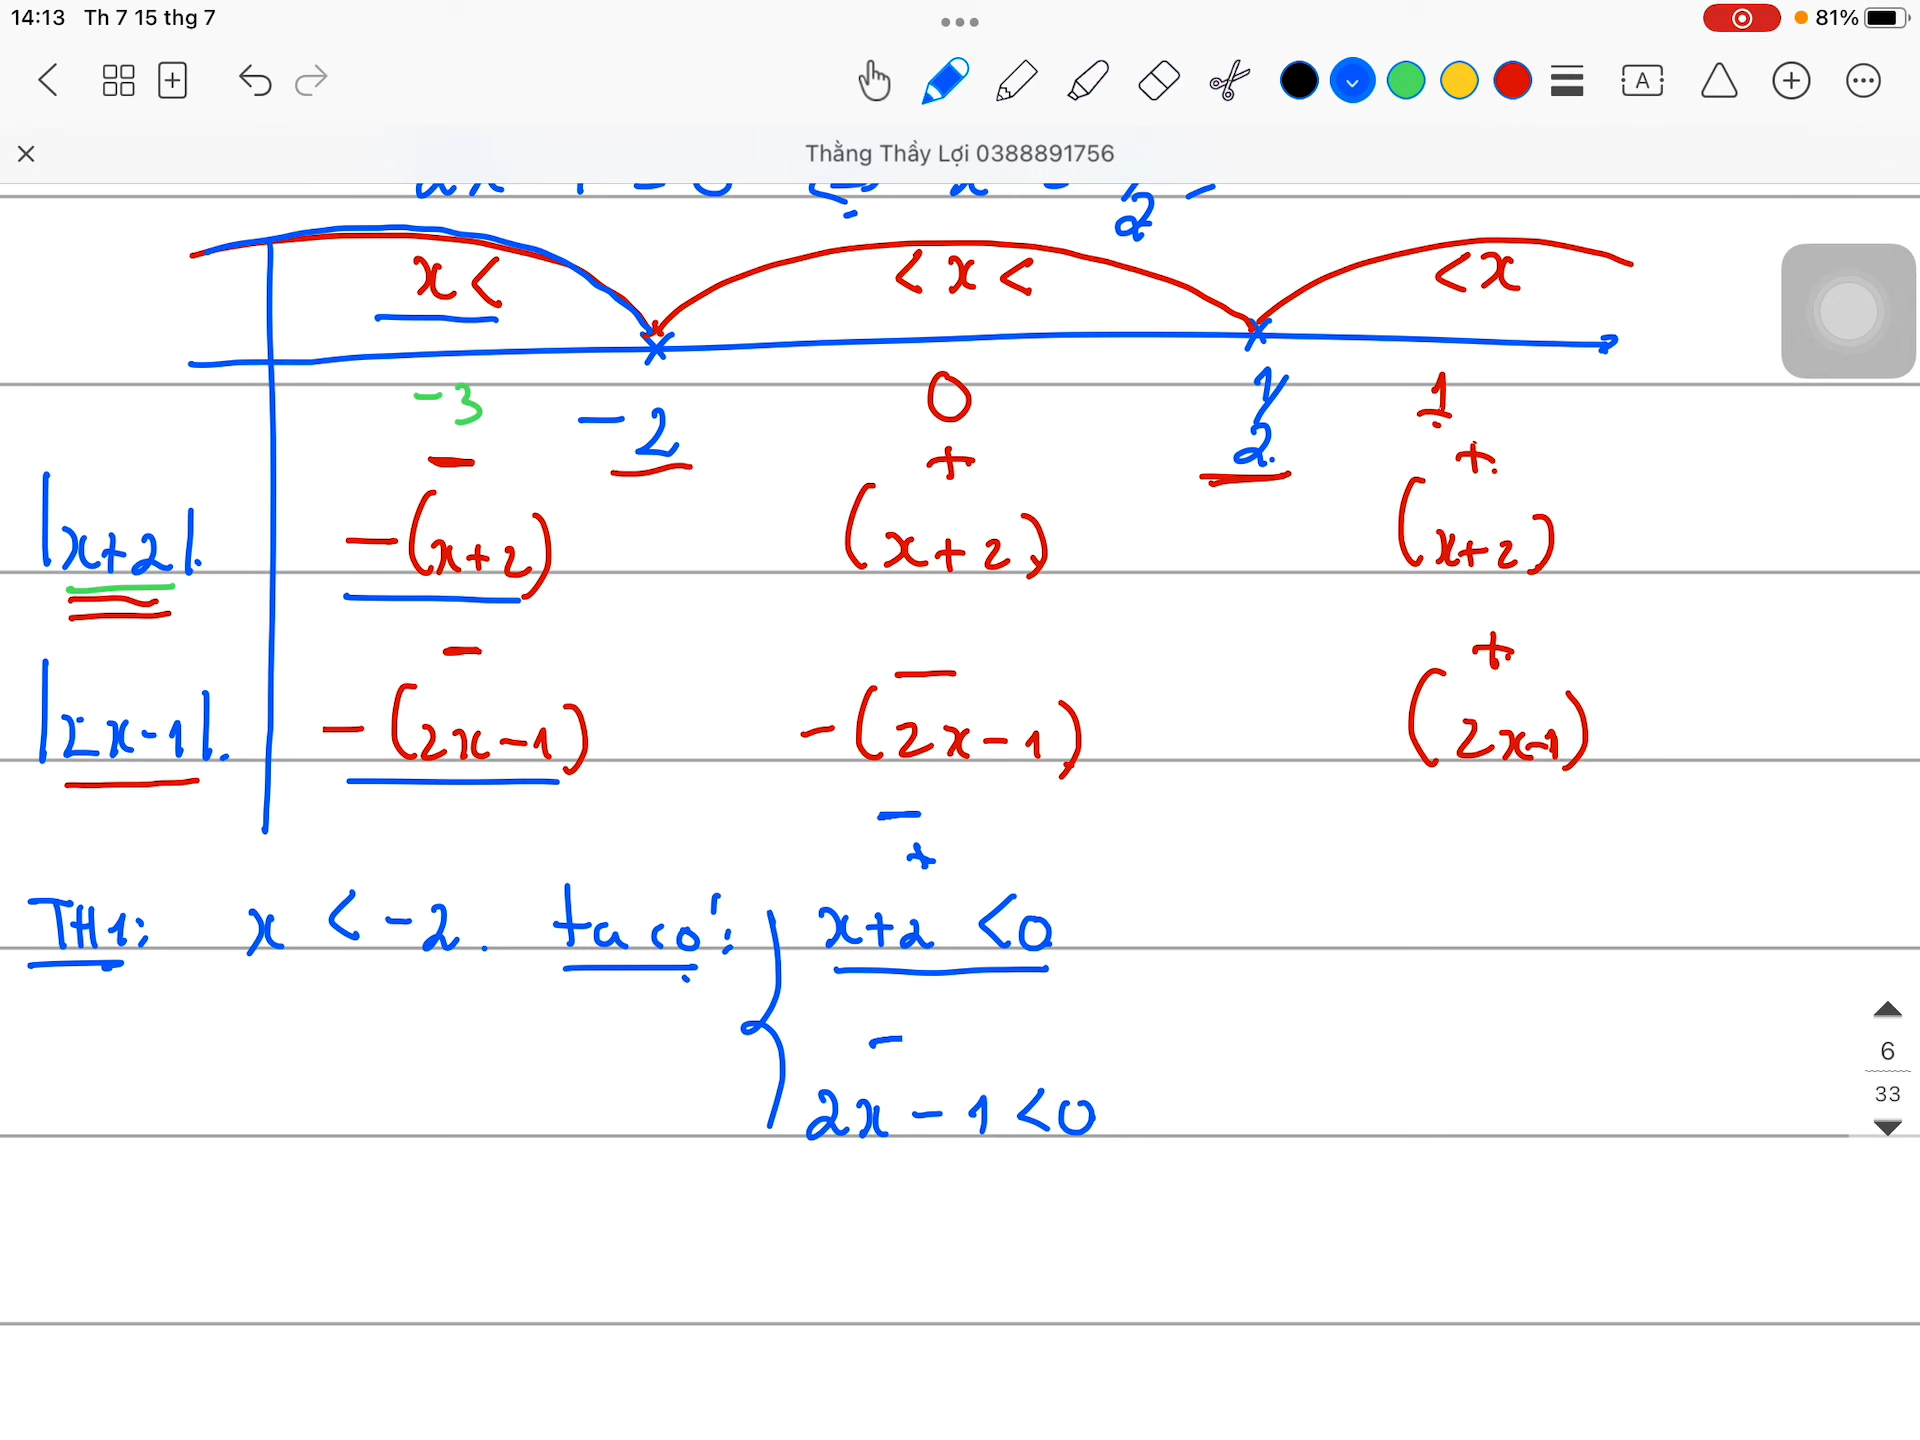 14:13 Th 7 15 thg 7 81%
A
Thằng Thầy Lợi 0388891756
x < < x < < x
-3 -2 0 1/2 1
- + +
|x+2| -(x+2) (x+2) (x+2)
- - +
|2x-1| -(2x-1) -(2x-1) (2x-1)
-
TH1: x < -2. ta có: { x+2 < 0
-
2x - 1 < 0
6
33